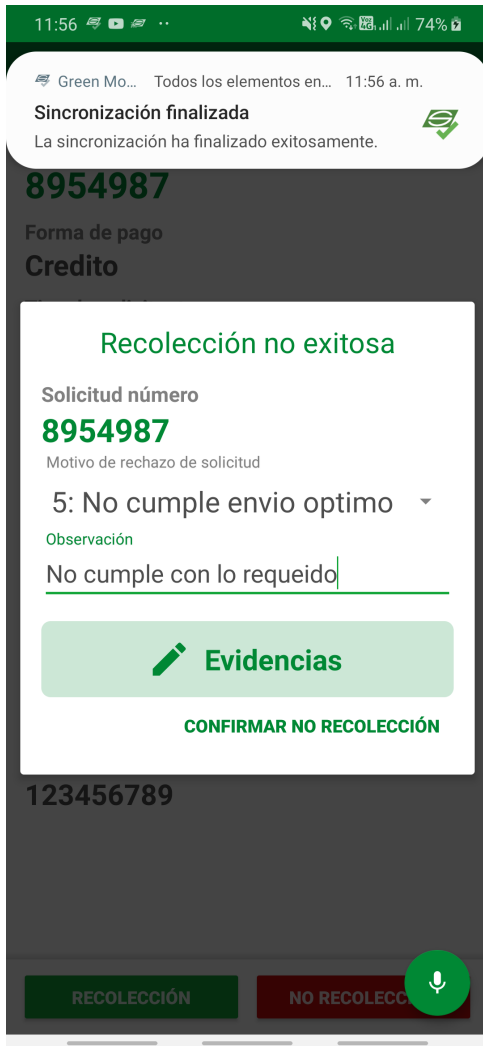 11:56 74%
Green Mo... Todos los elementos en... 11:56 a. m.
Sincronización finalizada
La sincronización ha finalizado exitosamente.
8954987
Forma de pago
Credito
Recolección no exitosa
Solicitud número
8954987
Motivo de rechazo de solicitud
5: No cumple envio optimo
Observación
No cumple con lo requeido
Evidencias
CONFIRMAR NO RECOLECCIÓN
123456789
RECOLECCIÓN NO RECOLECC